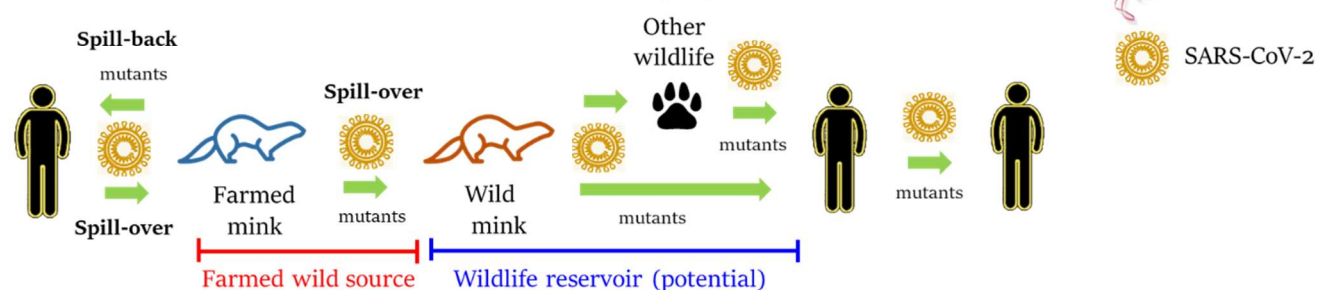 Spill-back
mutants
Spill-over
Farmed
mink
Spill-over
mutants
Wild
mink
Other
wildlife
mutants
mutants
mutants
SARS-CoV-2
Farmed wild source
Wildlife reservoir (potential)